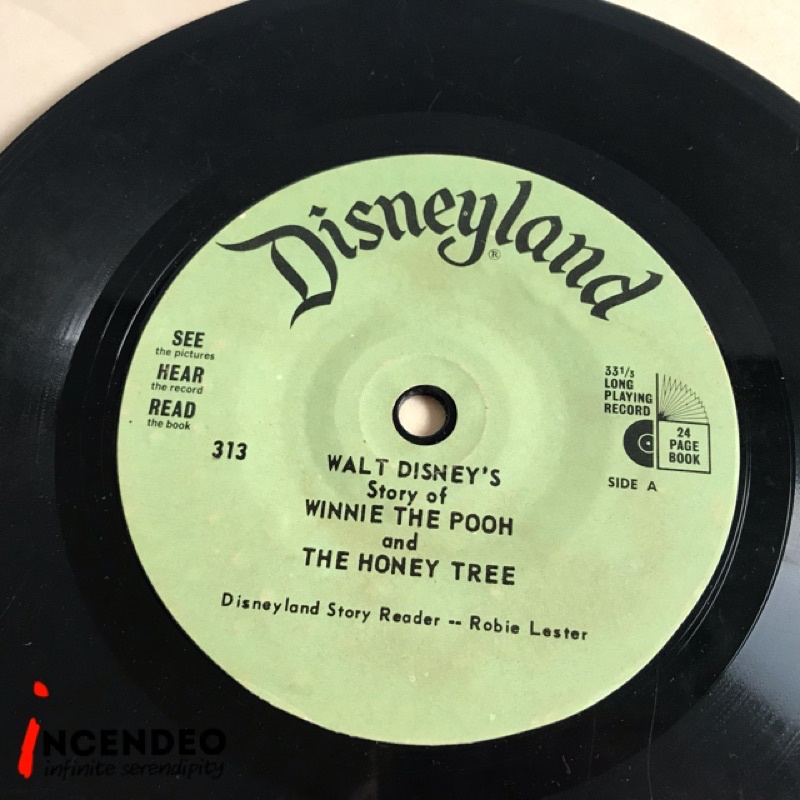 Disneyland
®
SEE
the pictures
HEAR
the record
READ
the book
313
33⅓
LONG
PLAYING
RECORD
24
PAGE
BOOK
SIDE A
WALT DISNEY'S
Story of
WINNIE THE POOH
and
THE HONEY TREE
Disneyland Story Reader -- Robie Lester
iNCENDEO
infinite serendipity